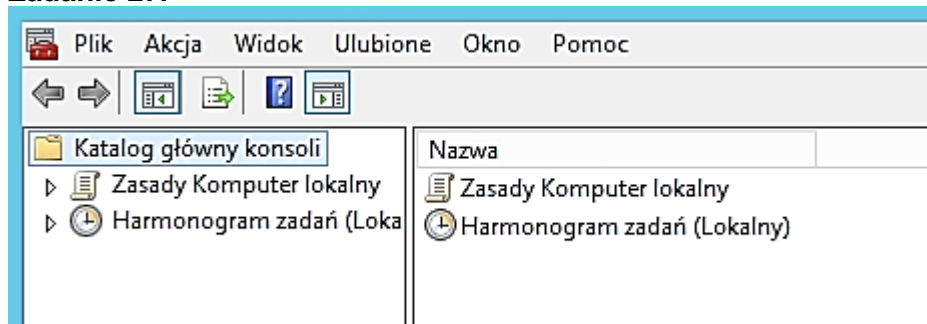 Plik Akcja Widok Ulubione Okno Pomoc
Katalog główny konsoli
Zasady Komputer lokalny
Harmonogram zadań (Loka
Nazwa
Zasady Komputer lokalny
Harmonogram zadań (Lokalny)